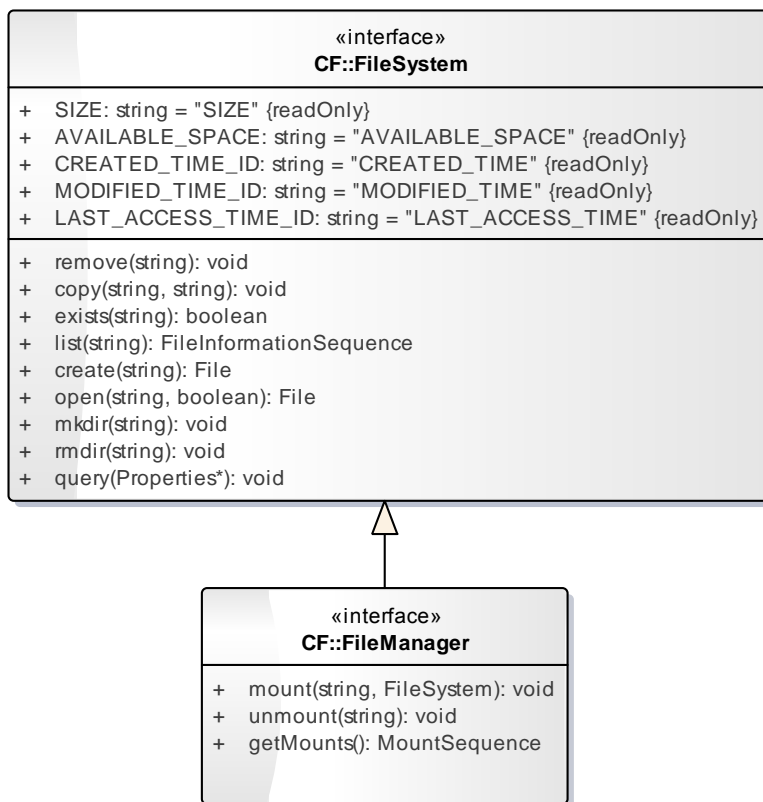 «interface»
CF::FileSystem
+ SIZE: string = "SIZE" {readOnly}
+ AVAILABLE_SPACE: string = "AVAILABLE_SPACE" {readOnly}
+ CREATED_TIME_ID: string = "CREATED_TIME" {readOnly}
+ MODIFIED_TIME_ID: string = "MODIFIED_TIME" {readOnly}
+ LAST_ACCESS_TIME_ID: string = "LAST_ACCESS_TIME" {readOnly}
+ remove(string): void
+ copy(string, string): void
+ exists(string): boolean
+ list(string): FileInformationSequence
+ create(string): File
+ open(string, boolean): File
+ mkdir(string): void
+ rmdir(string): void
+ query(Properties*): void
«interface»
CF::FileManager
+ mount(string, FileSystem): void
+ unmount(string): void
+ getMounts(): MountSequence